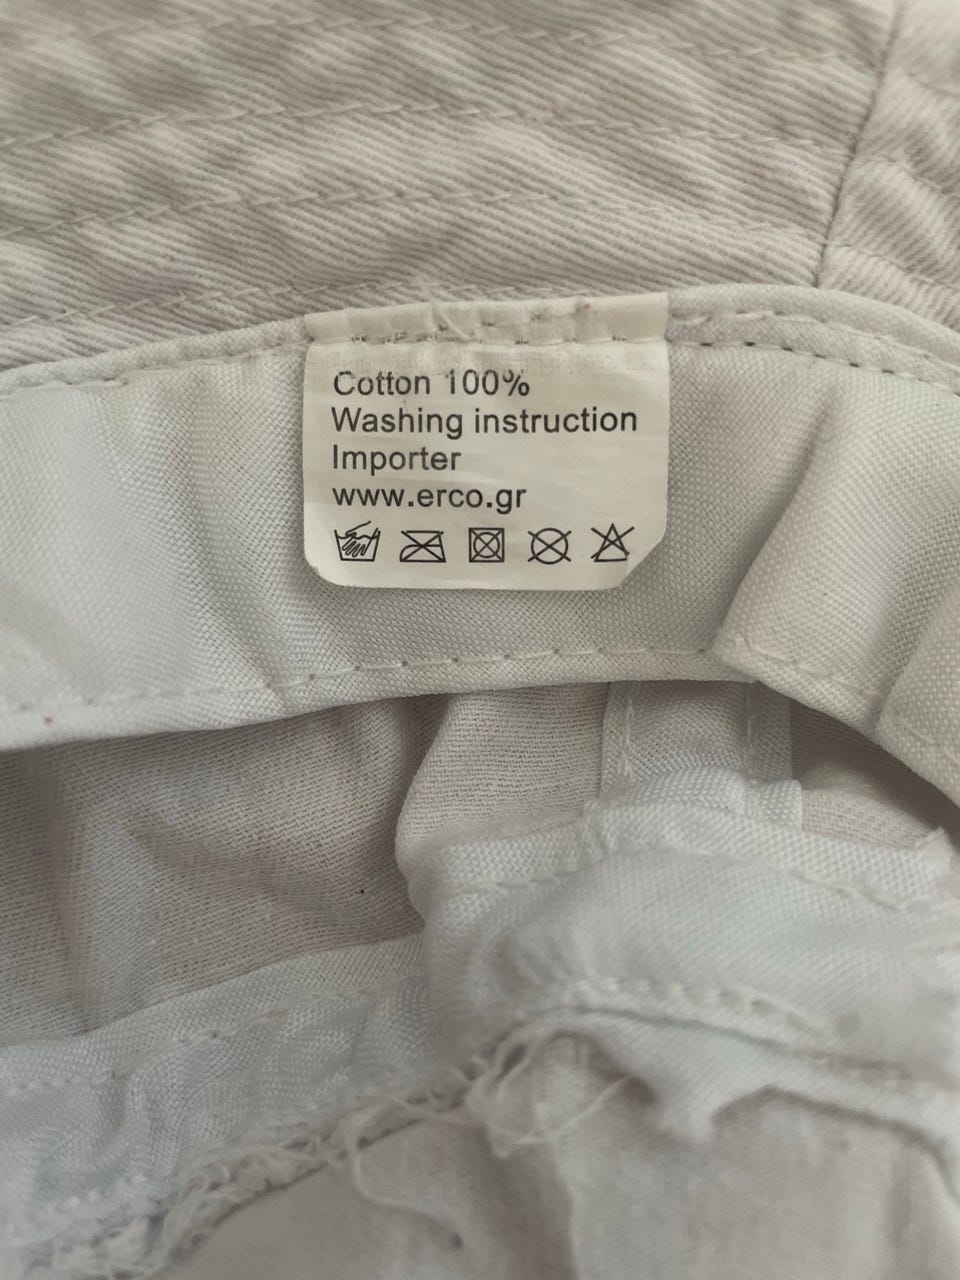 Cotton 100%
Washing instruction
Importer
www.erco.gr